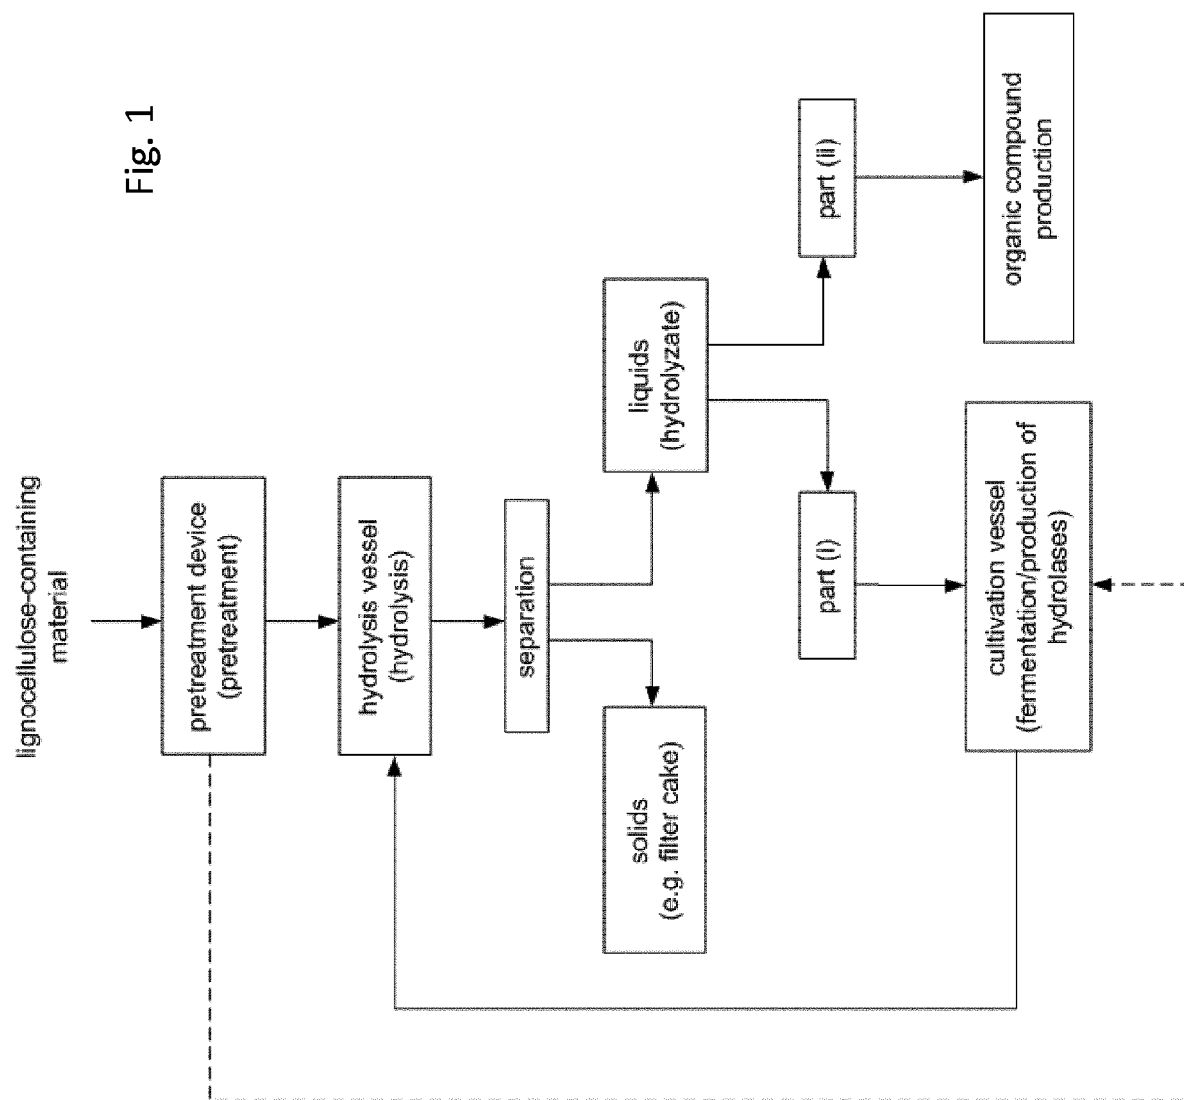 Fig. 1
lignocellulose-containing
material
pretreatment device
(pretreatment)
hydrolysis vessel
(hydrolysis)
separation
solids
(e.g. filter cake)
liquids
(hydrolyzate)
part (I)
part (II)
cultivation vessel
(fermentation/production of
hydrolases)
organic compound
production